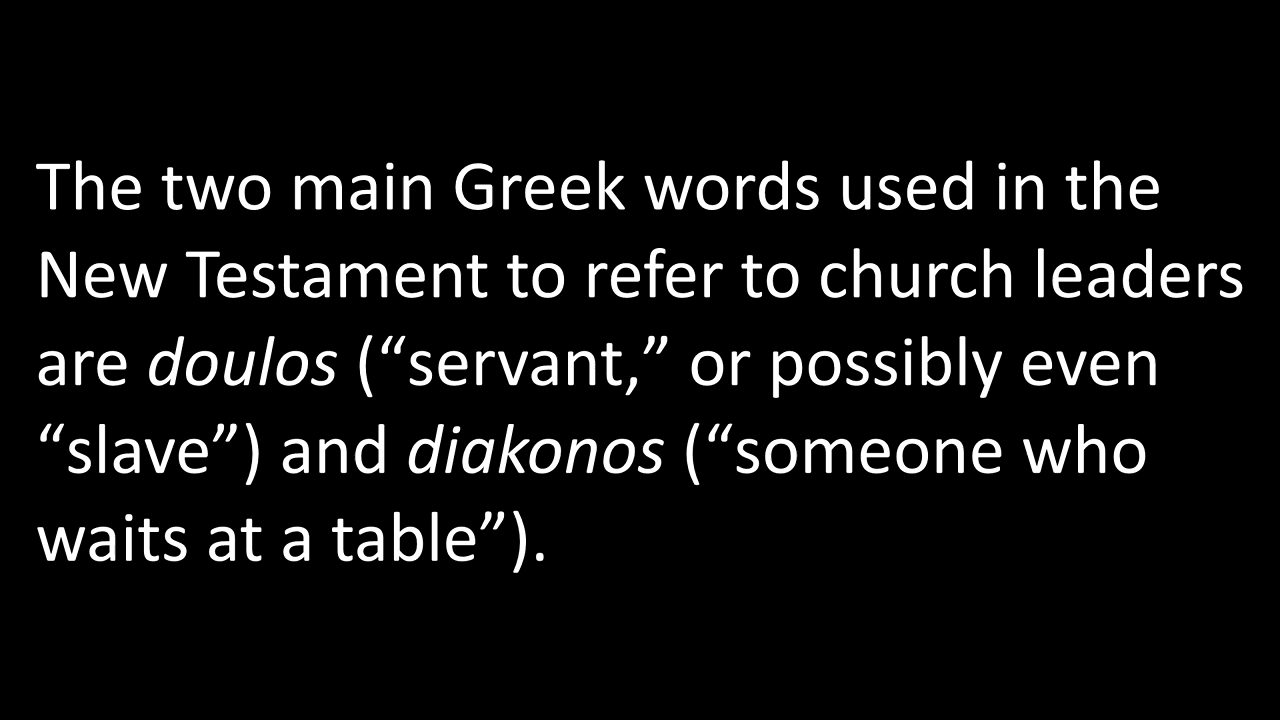 The two main Greek words used in the
New Testament to refer to church leaders
are doulos (“servant,” or possibly even
“slave”) and diakonos (“someone who
waits at a table”).